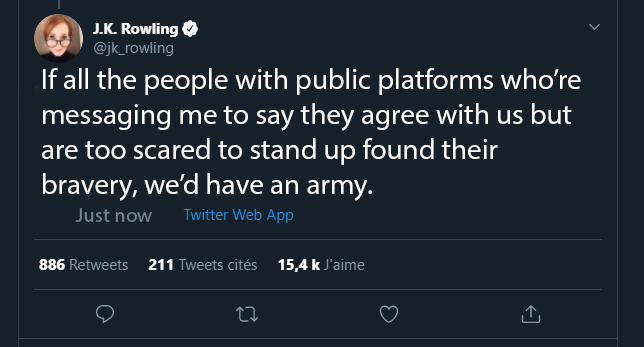 J.K. Rowling
@jk_rowling
If all the people with public platforms who’re
messaging me to say they agree with us but
are too scared to stand up found their
bravery, we’d have an army.
Just now Twitter Web App
886 Retweets 211 Tweets cités 15,4 k J'aime